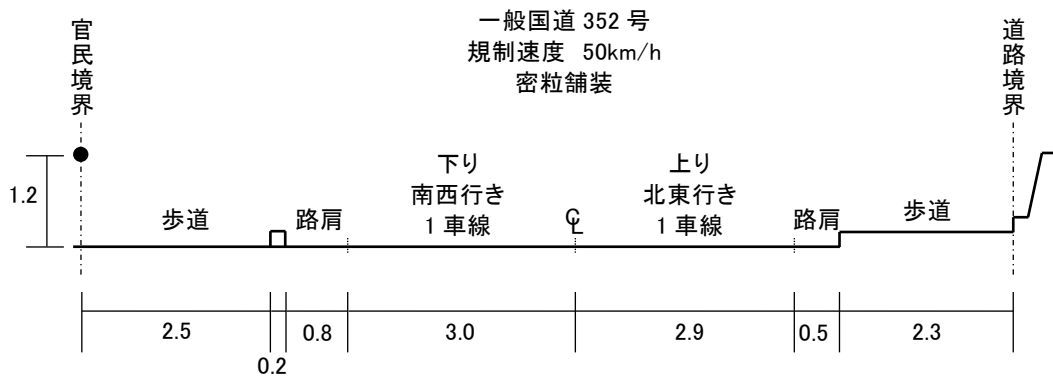 一般国道 352 号
規制速度 50km/h
密粒舗装
官民境界
道路境界
1.2
歩道
路肩
下り
南西行き
1 車線
℄
上り
北東行き
1 車線
路肩
歩道
2.5
0.2
0.8
3.0
2.9
0.5
2.3